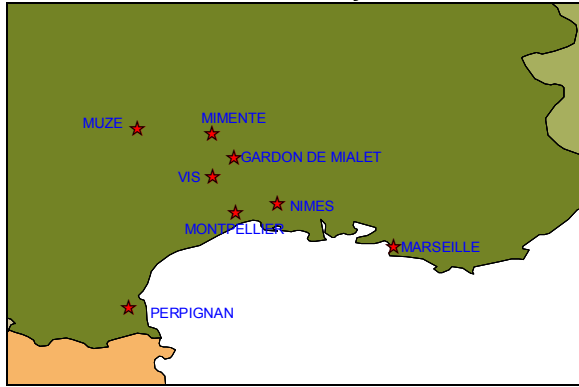 MIMENTE
MUZE
GARDON DE MIALET
VIS
NIMES
MONTPELLIER
MARSEILLE
PERPIGNAN